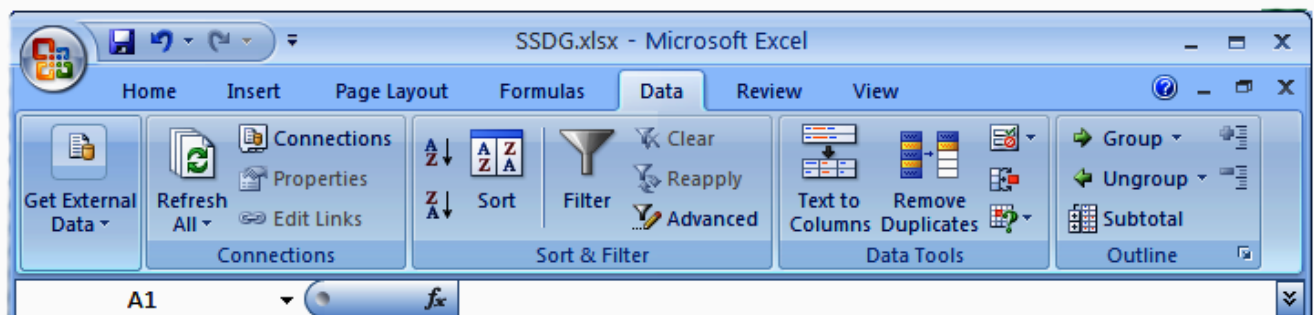 SSDG.xlsx - Microsoft Excel
Home Insert Page Layout Formulas Data Review View
Get External Data
Refresh All
Connections
Properties
Edit Links
Connections
A Z
Z A
A Z Z A
Sort
Filter
Clear
Reapply
Advanced
Sort & Filter
Text to Columns
Remove Duplicates
Data Tools
Group
Ungroup
Subtotal
Outline
A1
fx